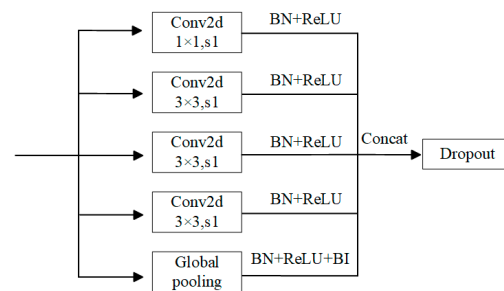 Conv2d
1×1,s1
BN+ReLU
Conv2d
3×3,s1
BN+ReLU
Conv2d
3×3,s1
BN+ReLU
Concat
Dropout
Conv2d
3×3,s1
BN+ReLU
Global
pooling
BN+ReLU+BI